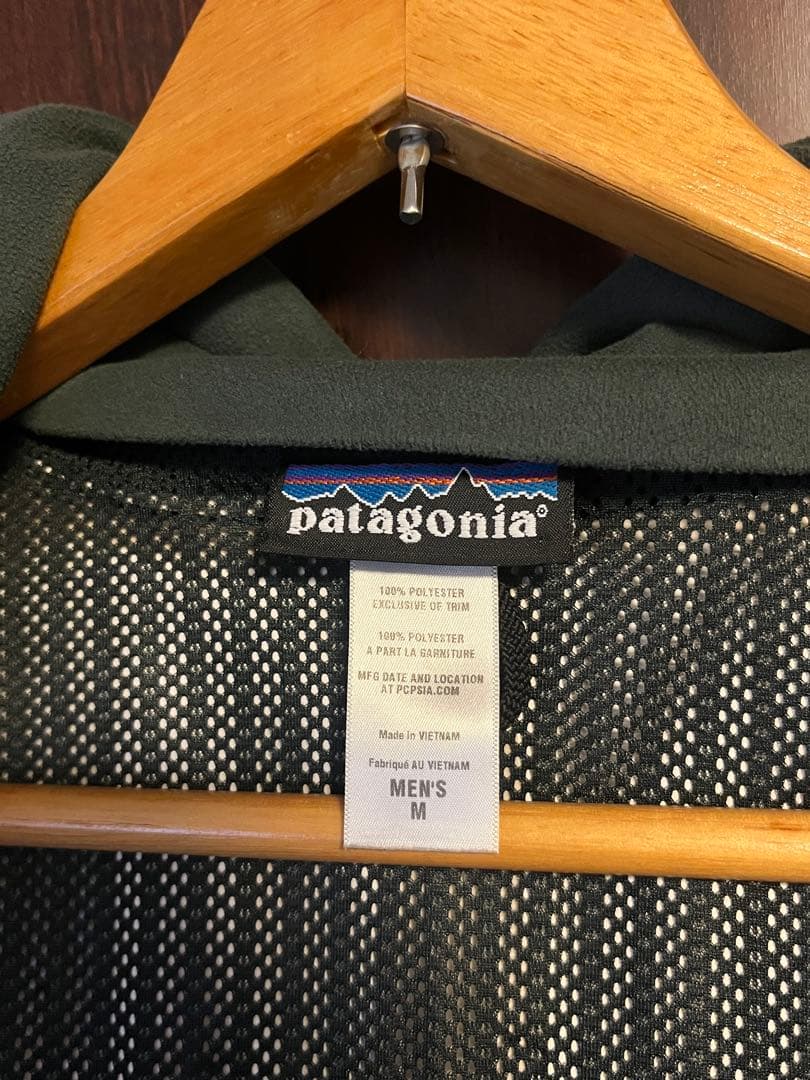 patagonia®
100% POLYESTER
EXCLUSIVE OF TRIM
100% POLYESTER
A PART LA GARNITURE
MFG DATE AND LOCATION
AT PCPSIA.COM
Made in VIETNAM
Fabriqué AU VIETNAM
MEN'S
M